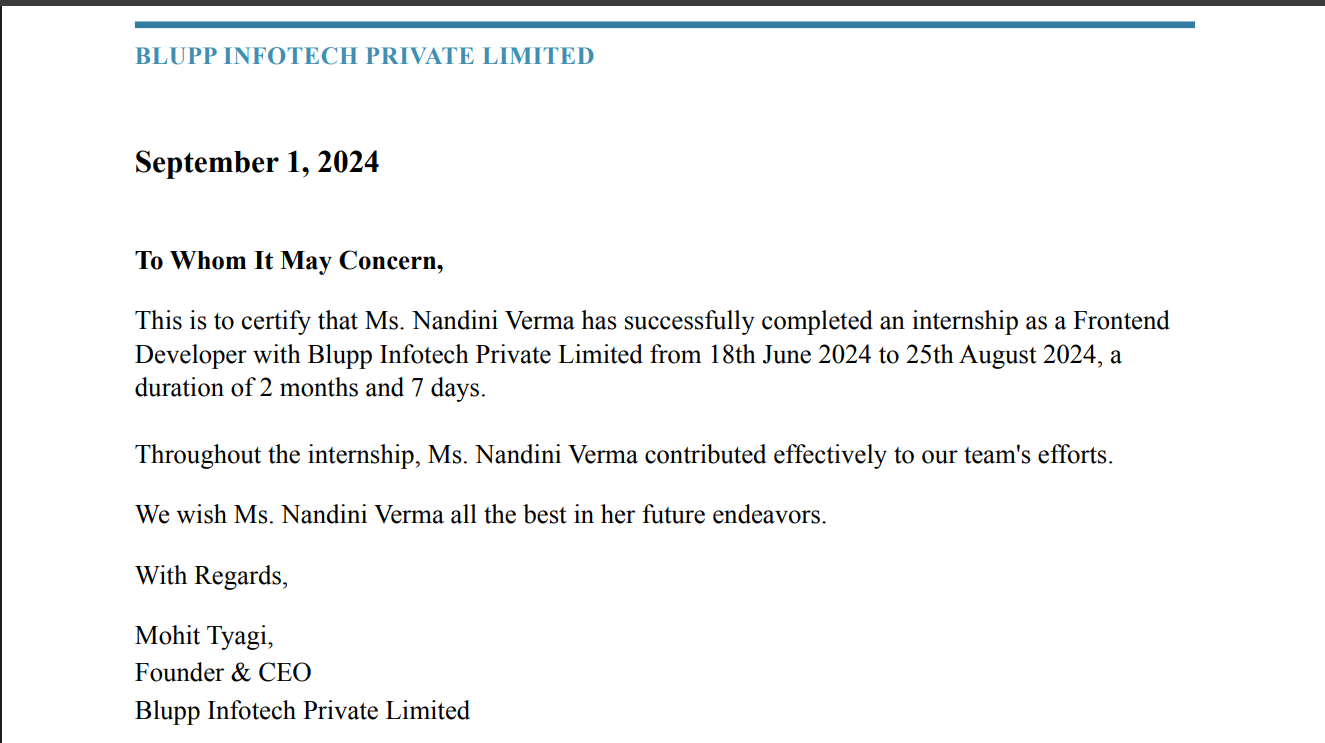 BLUPP INFOTECH PRIVATE LIMITED
September 1, 2024
To Whom It May Concern,
This is to certify that Ms. Nandini Verma has successfully completed an internship as a Frontend
Developer with Blupp Infotech Private Limited from 18th June 2024 to 25th August 2024, a
duration of 2 months and 7 days.
Throughout the internship, Ms. Nandini Verma contributed effectively to our team's efforts.
We wish Ms. Nandini Verma all the best in her future endeavors.
With Regards,
Mohit Tyagi,
Founder & CEO
Blupp Infotech Private Limited